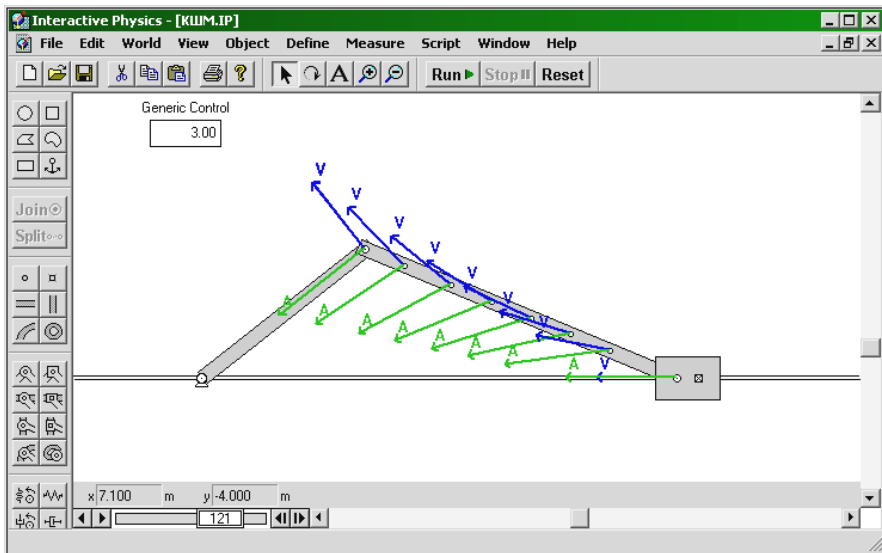 Interactive Physics - [КШМ.IP]
File Edit World View Object Define Measure Script Window Help
A Run Stop Reset
Generic Control
3.00
Join
Split
V
V
V
V
V
V
V
V
A
A
A
A
A
A
A
A
x 7.100 m y -4.000 m
121